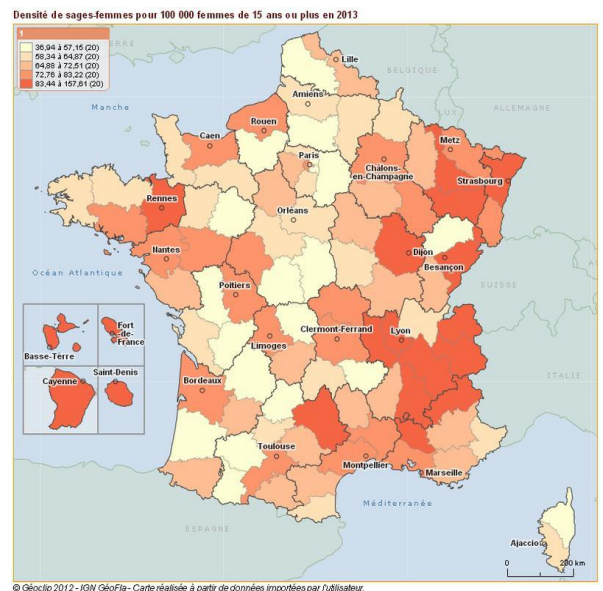 Densité de sages-femmes pour 100 000 femmes de 15 ans ou plus en 2013
1
36,94 à 57,15 (20)
58,34 à 64,87 (20)
64,88 à 72,51 (20)
72,76 à 83,22 (20)
83,44 à 157,61 (20)
Lille
BELGIQUE
Amiens
LUX.
ALLEMAGNE
Manche
Rouen
Caen
Metz
Paris
Châlons-
en-Champagne
Strasbourg
Rennes
Orléans
Nantes
Dijon
Besançon
Océan Atlantique
Poitiers
SUISSE
Fort
-de-
France
Clermont-Ferrand
Lyon
Basse-Terre
Limoges
Cayenne
Saint-Denis
ITALIE
Bordeaux
Toulouse
Montpellier
Marseille
Méditerranée
ESPAGNE
Ajaccio
0
200 km
© Géoclip 2012 - IGN GéoFla - Carte réalisée à partir de données importées par l'utilisateur.